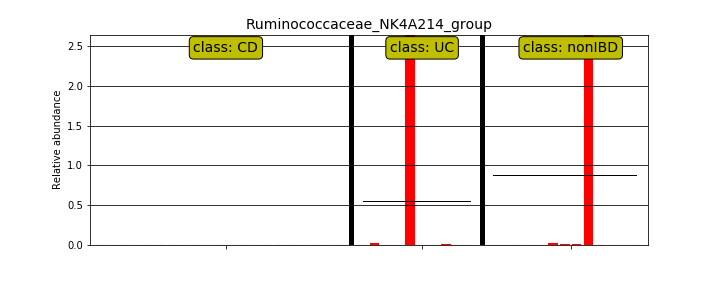 Ruminococcaceae_NK4A214_group
class: CD
class: UC
class: nonIBD
Relative abundance
2.5
2.0
1.5
1.0
0.5
0.0